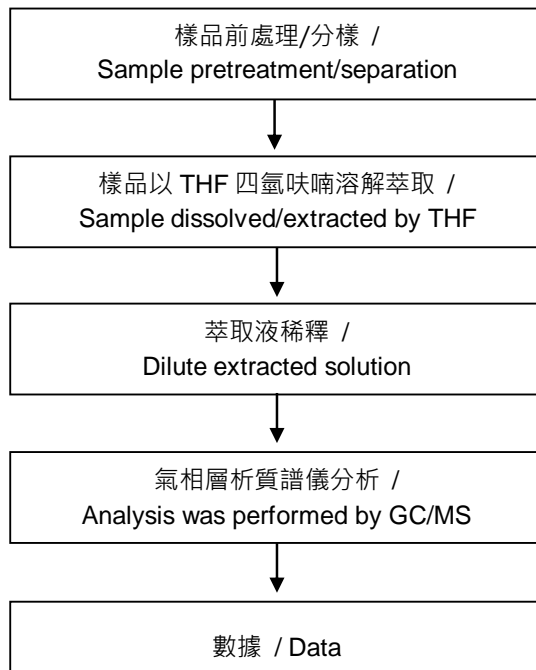 樣品前處理/分樣 /
Sample pretreatment/separation
樣品以 THF 四氫呋喃溶解萃取 /
Sample dissolved/extracted by THF
萃取液稀釋 /
Dilute extracted solution
氣相層析質譜儀分析 /
Analysis was performed by GC/MS
數據 / Data